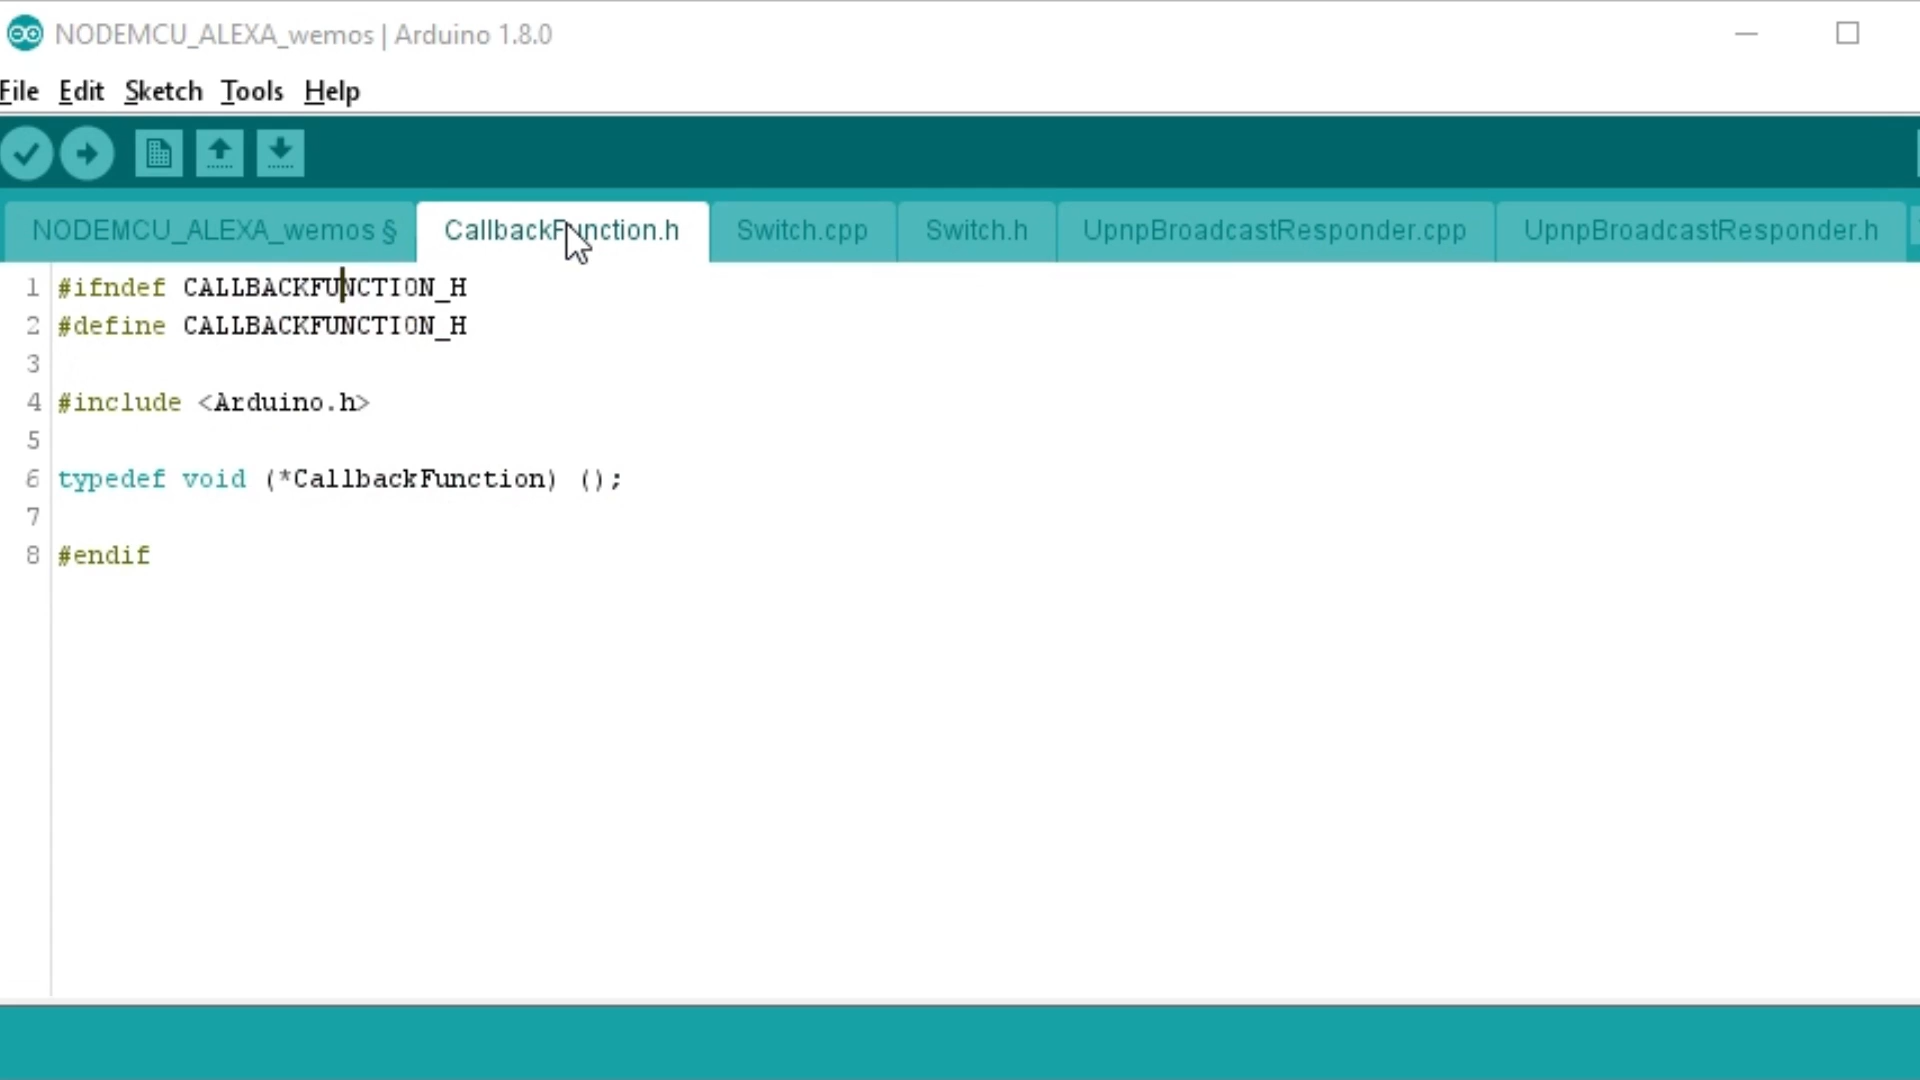 NODEMCU_ALEXA_wemos | Arduino 1.8.0
File Edit Sketch Tools Help
NODEMCU_ALEXA_wemos § CallbackFunction.h Switch.cpp Switch.h UpnpBroadcastResponder.cpp UpnpBroadcastResponder.h
1 #ifndef CALLBACKFUNCTION_H
2 #define CALLBACKFUNCTION_H
3
4 #include <Arduino.h>
5
6 typedef void (*CallbackFunction) ();
7
8 #endif